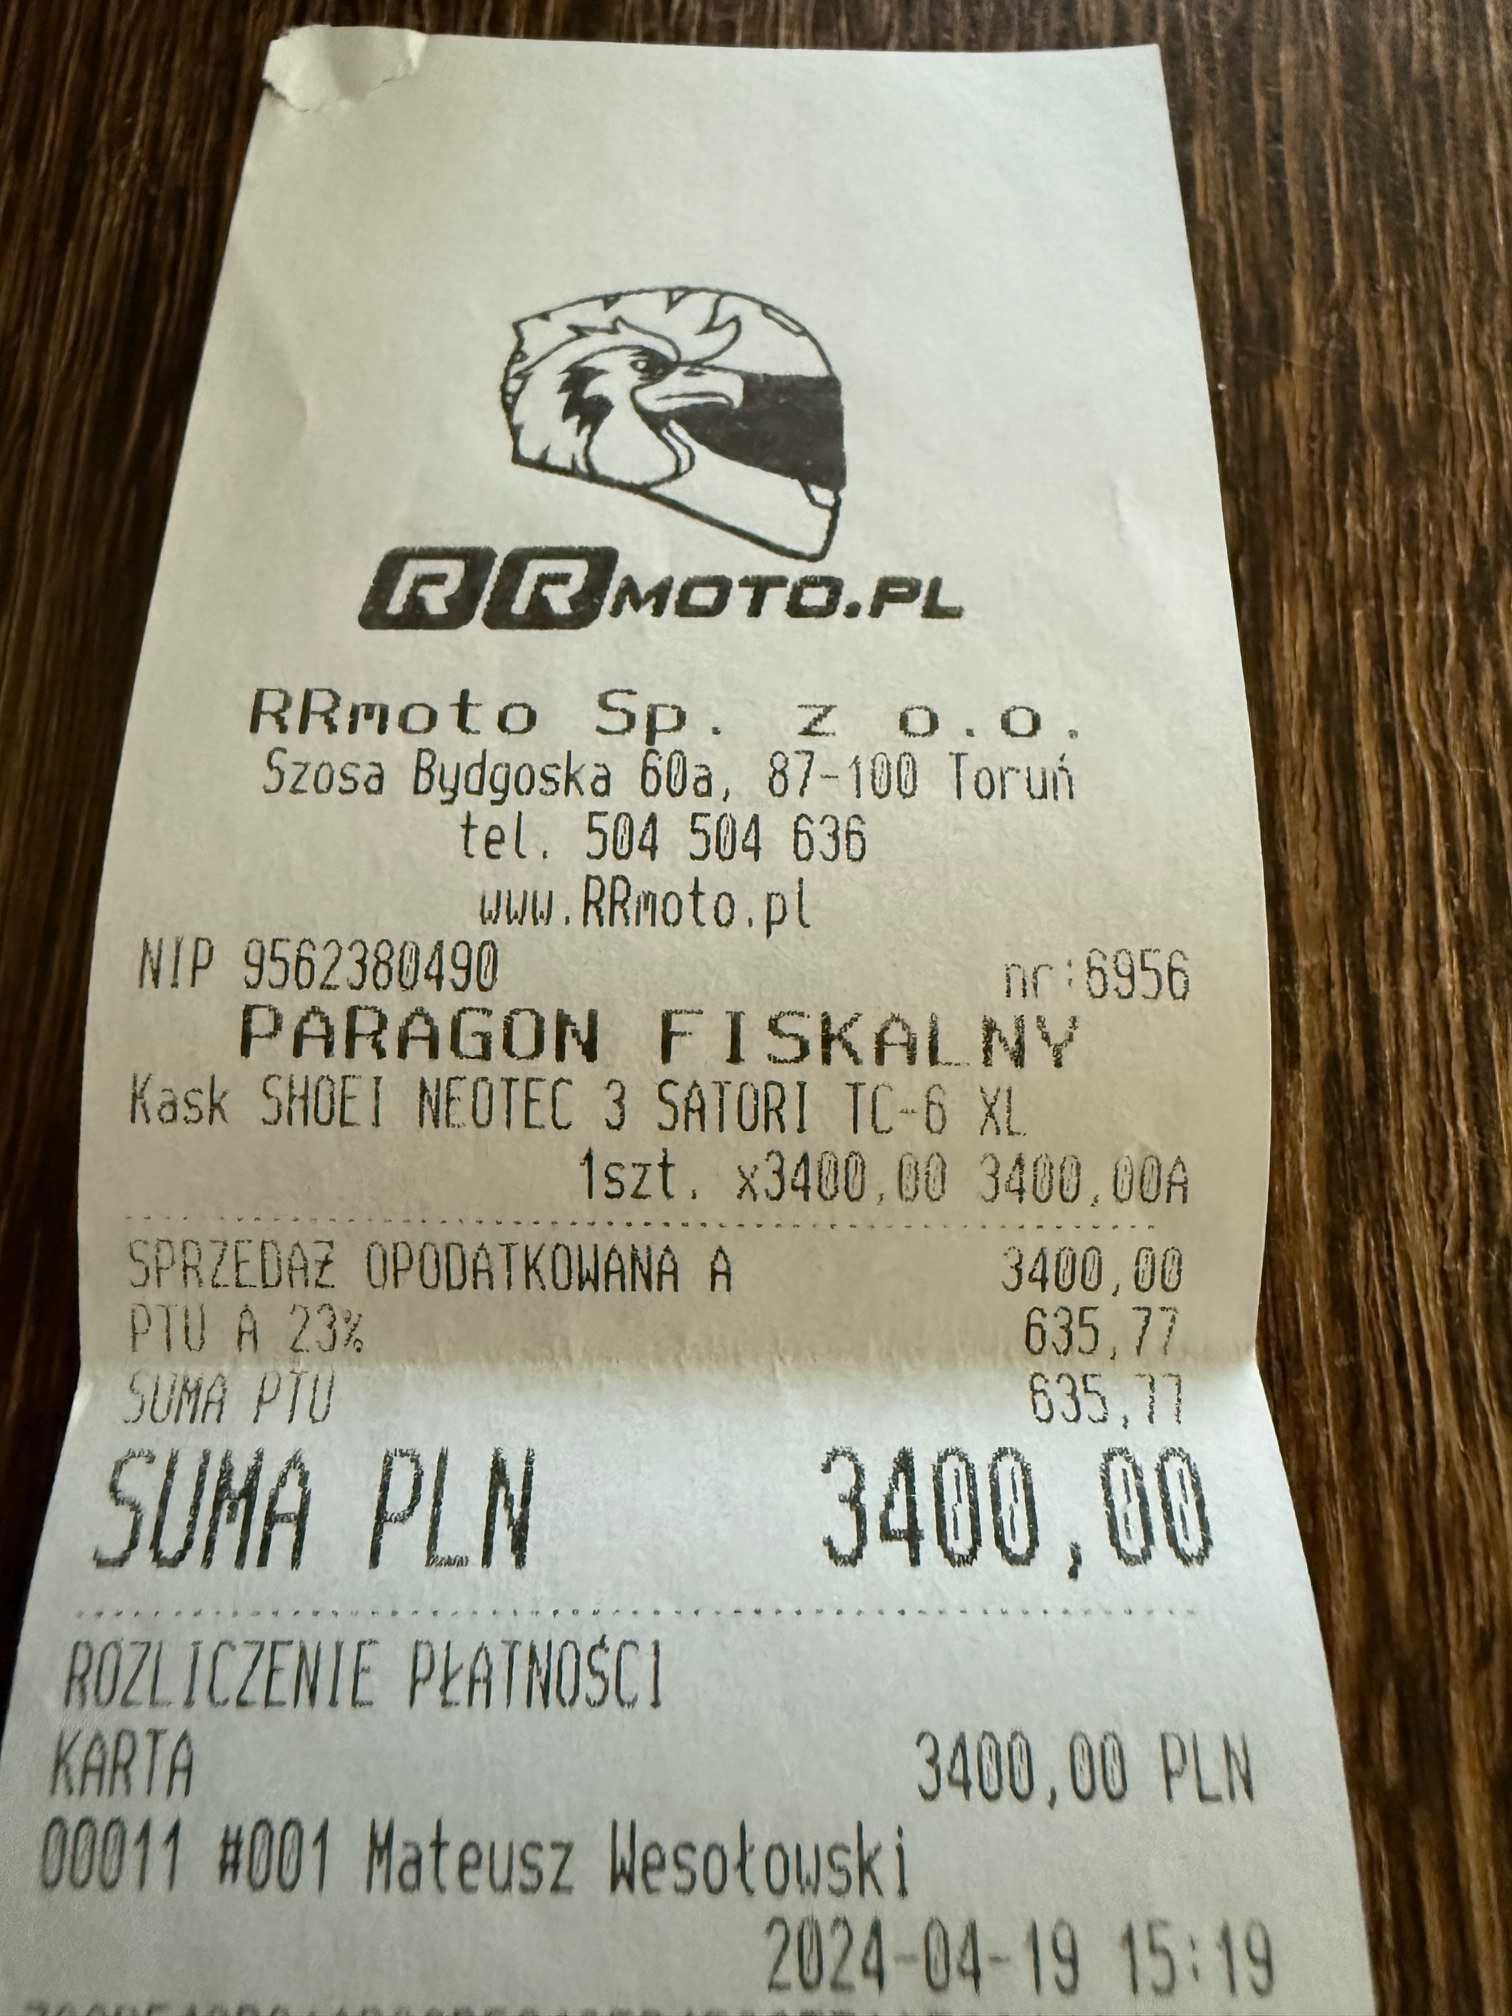 RRMOTO.PL
RRmoto Sp. z o.o.
Szosa Bydgoska 60a, 87-100 Toruń
tel. 504 504 636
www.RRmoto.pl
NIP 9562380490 nr:6956
PARAGON FISKALNY
Kask SHOEI NEOTEC 3 SATORI TC-6 XL
1szt. x3400,00 3400,00A
SPRZEDAŻ OPODATKOWANA A 3400,00
PTU A 23% 635,77
SUMA PTU 635,77
SUMA PLN 3400,00
ROZLICZENIE PŁATNOŚCI
KARTA 3400,00 PLN
00011 #001 Mateusz Wesołowski
2024-04-19 15:19